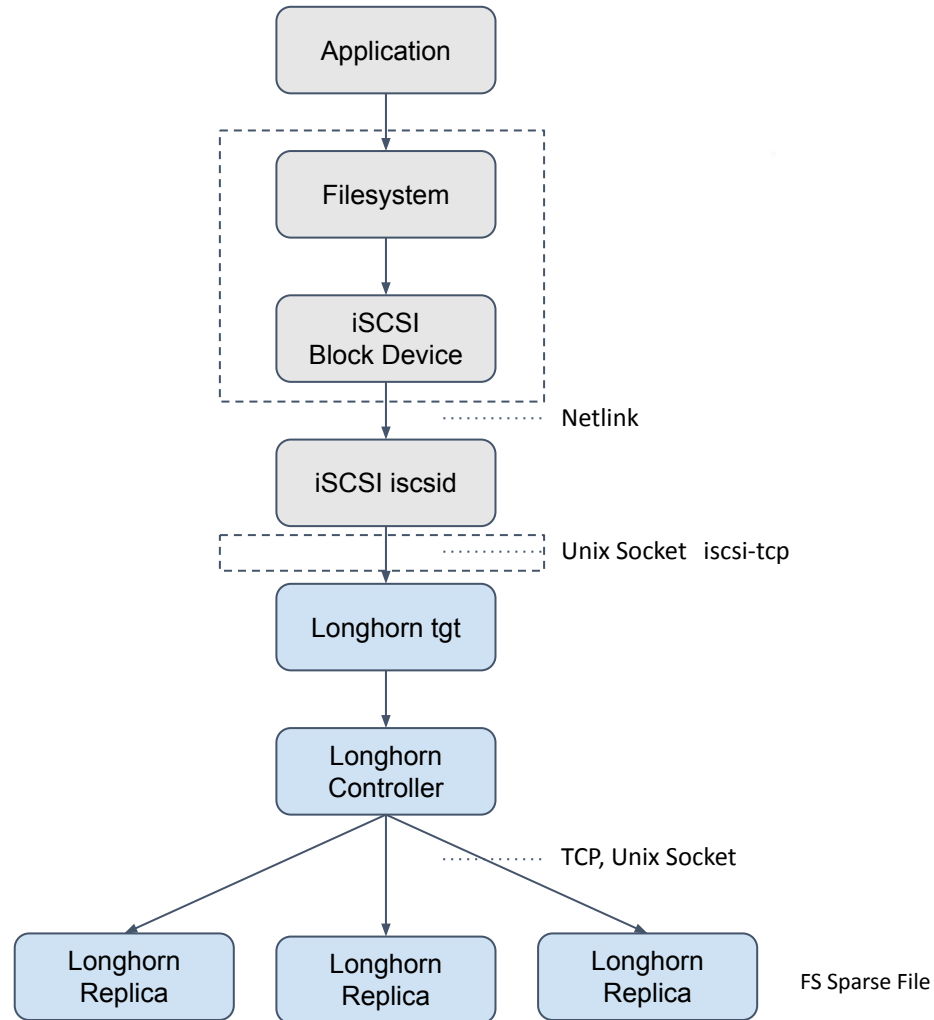 Application
Filesystem
iSCSI
Block Device
Netlink
iSCSI iscsid
Unix Socket iscsi-tcp
Longhorn tgt
Longhorn
Controller
TCP, Unix Socket
Longhorn
Replica
Longhorn
Replica
Longhorn
Replica
FS Sparse File